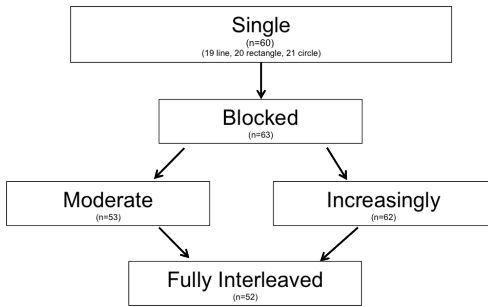 Single
(n=60)
(19 line, 20 rectangle, 21 circle)
Blocked
(n=63)
Moderate
(n=53)
Increasingly
(n=62)
Fully Interleaved
(n=52)